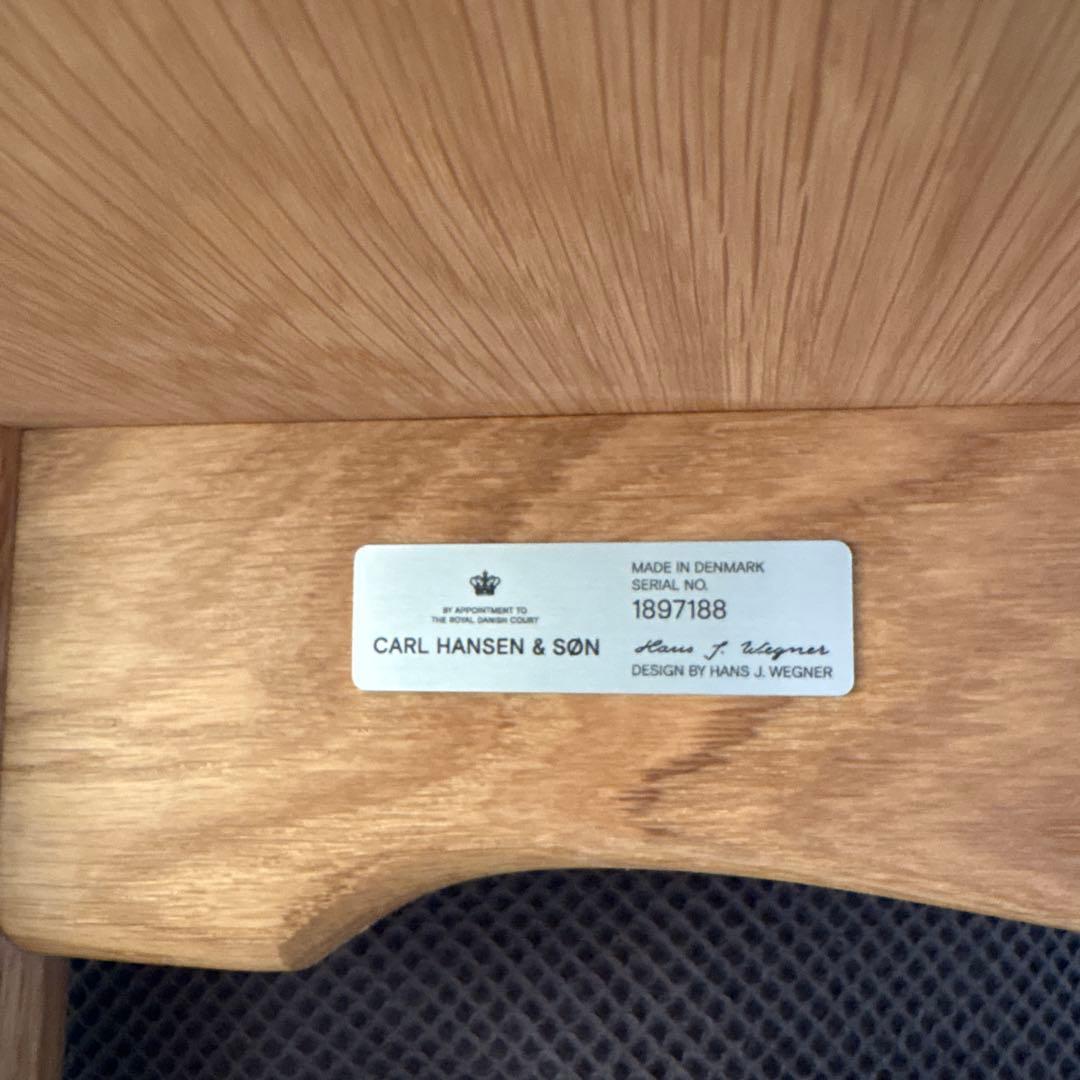 BY APPOINTMENT TO
THE ROYAL DANISH COURT
CARL HANSEN & SØN
MADE IN DENMARK
SERIAL NO.
1897188
Hans J. Wegner
DESIGN BY HANS J. WEGNER